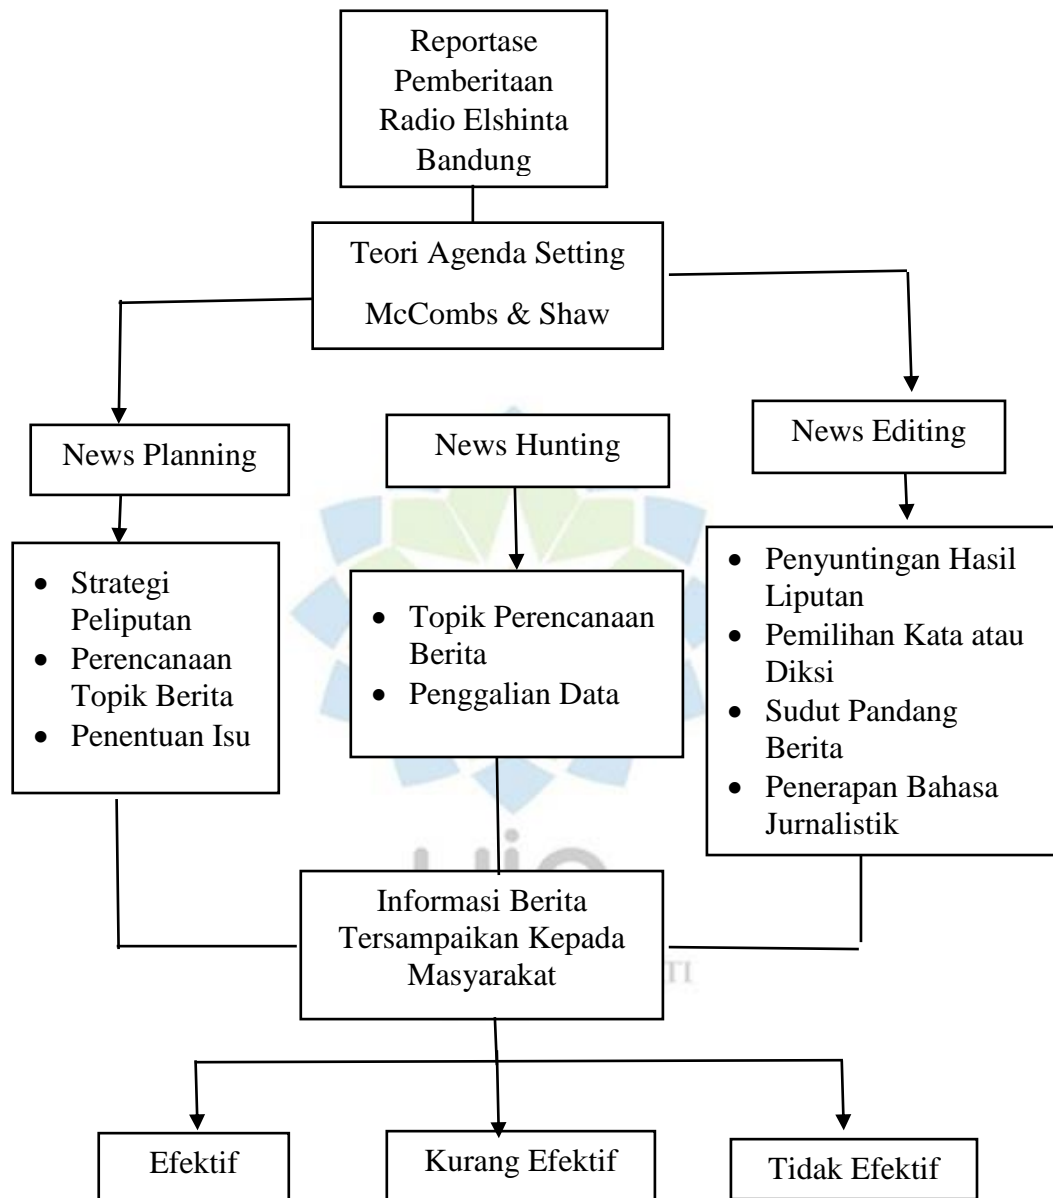 Reportase
Pemberitaan
Radio Elshinta
Bandung
Teori Agenda Setting
McCombs & Shaw
News Planning
News Hunting
News Editing
• Strategi
Peliputan
• Perencanaan
Topik Berita
• Penentuan Isu
• Topik Perencanaan
Berita
• Penggalian Data
• Penyuntingan Hasil
Liputan
• Pemilihan Kata atau
Diksi
• Sudut Pandang
Berita
• Penerapan Bahasa
Jurnalistik
Informasi Berita
Tersampaikan Kepada
Masyarakat
Efektif
Kurang Efektif
Tidak Efektif